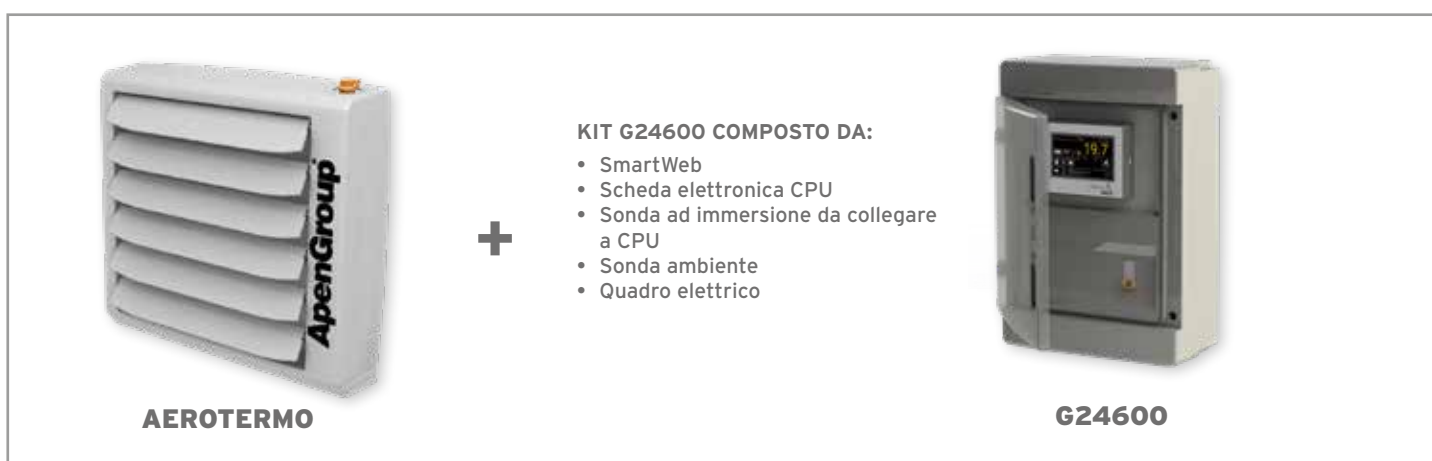 ApenGroup
AEROTERMO
+
KIT G24600 COMPOSTO DA:
• SmartWeb
• Scheda elettronica CPU
• Sonda ad immersione da collegare
a CPU
• Sonda ambiente
• Quadro elettrico
19.7
G24600